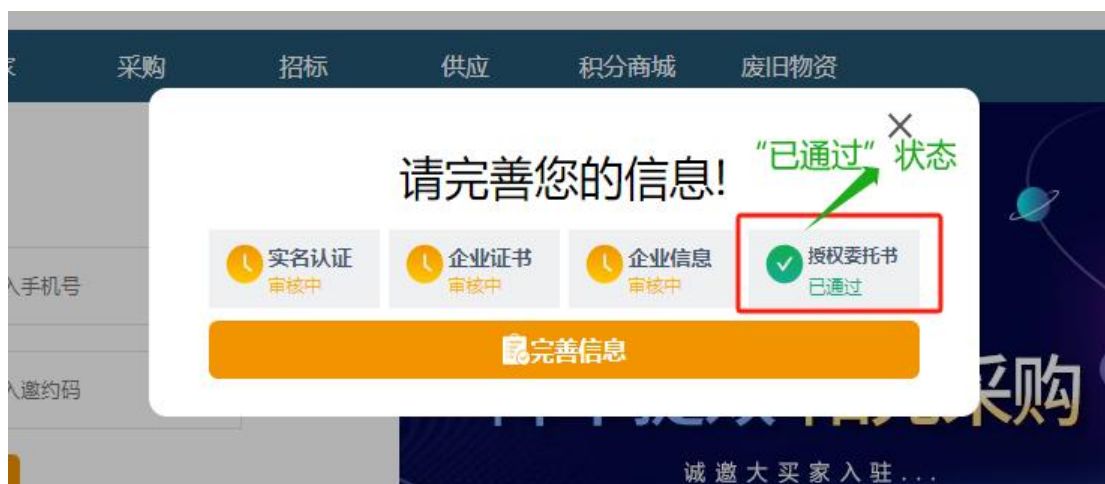 采购 招标 供应 积分商城 废旧物资
请完善您的信息!
“已通过” 状态
实名认证 企业证书 企业信息 授权委托书
审核中 审核中 审核中 已通过
完善信息
入手机号
入邀约码
采购
诚邀大买家入驻...